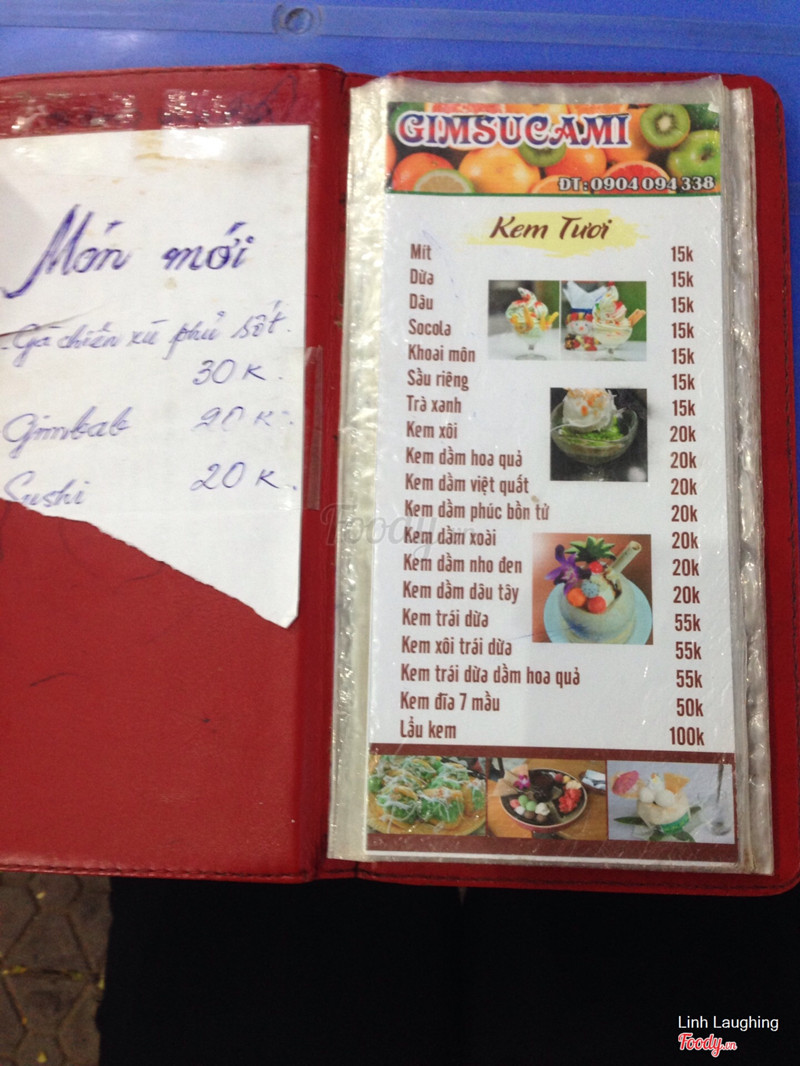 Món mới
- Gà chiên xù phủ sốt.
30K.
Gimbab 20K.
Sushi 20K.
GIMSUCAMI
ĐT: 0904 094 338
Kem Tươi
Mít 15k
Dừa 15k
Dâu 15k
Socola 15k
Khoai môn 15k
Sầu riêng 15k
Trà xanh 15k
Kem xôi 20k
Kem dầm hoa quả 20k
Kem dầm việt quất 20k
Kem dầm phúc bồn tử 20k
Kem dầm xoài 20k
Kem dầm nho đen 20k
Kem dầm dâu tây 20k
Kem trái dừa 55k
Kem xôi trái dừa 55k
Kem trái dừa dầm hoa quả 55k
Kem đĩa 7 mầu 50k
Lẩu kem 100k
Foody.vn
Linh Laughing
Foody.vn